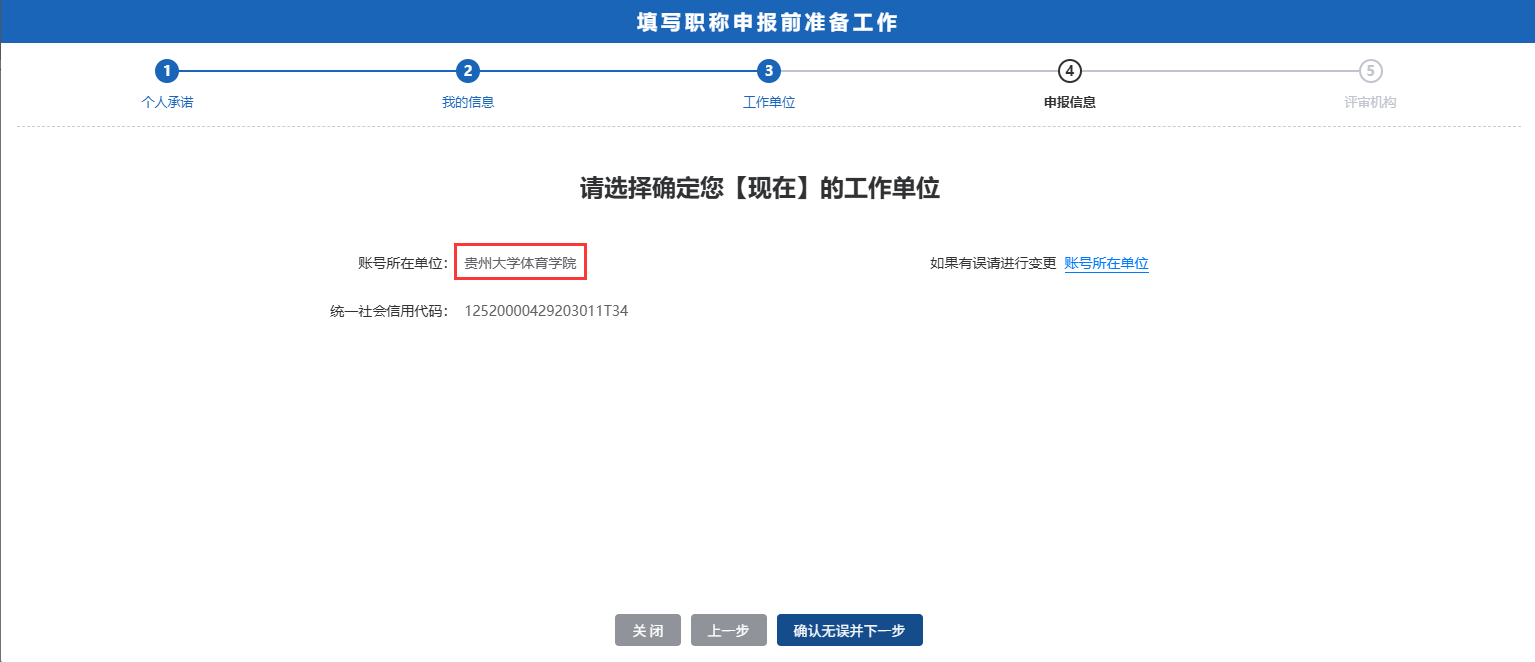 填写职称申报前准备工作
1 2 3 4 5
个人承诺 我的信息 工作单位 申报信息 评审机构
请选择确定您【现在】的工作单位
账号所在单位： 贵州大学体育学院 如果有误请进行变更 账号所在单位
统一社会信用代码： 12520000429203011T34
关 闭 上一步 确认无误并下一步